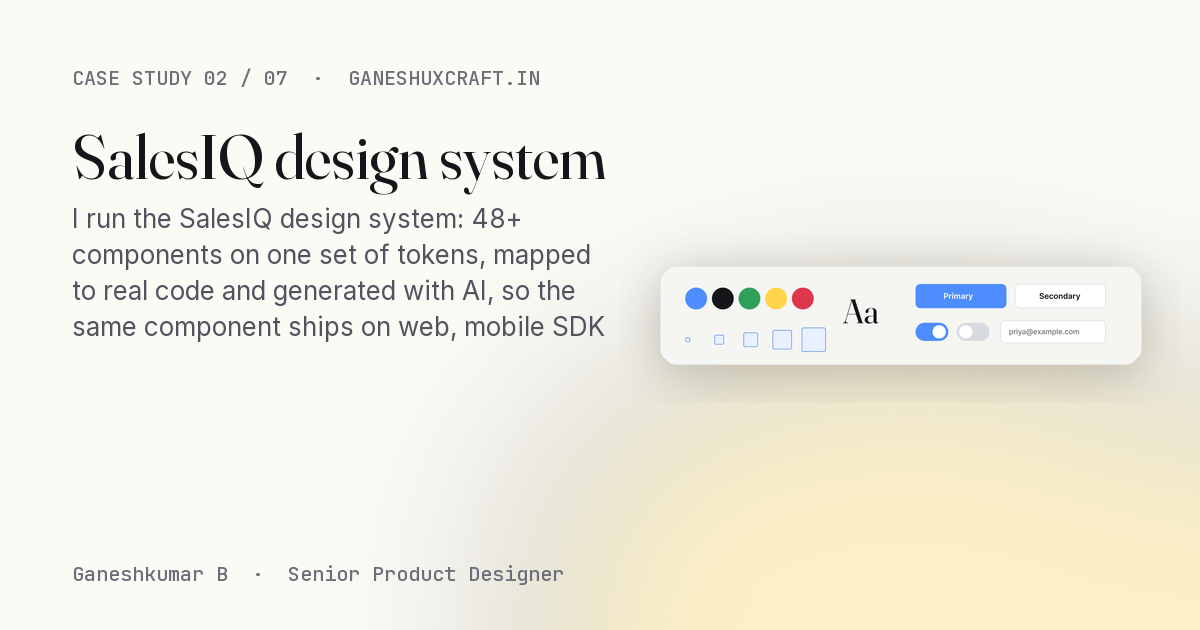 CASE STUDY 02 / 07 · GANESHUXCRAFT.IN
SalesIQ design system
I run the SalesIQ design system: 48+
components on one set of tokens, mapped
to real code and generated with AI, so the
same component ships on web, mobile SDK
Aa
Primary
Secondary
priya@example.com
Ganeshkumar B · Senior Product Designer